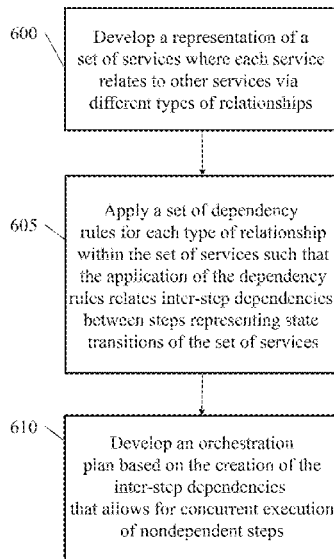 600
Develop a representation of a
set of services where each service
relates to other services via
different types of relationships
605
Apply a set of dependency
rules for each type of relationship
within the set of services such that
the application of the dependency
rules relates inter-step dependencies
between steps representing state
transitions of the set of services
610
Develop an orchestration
plan based on the creation of the
inter-step dependencies
that allows for concurrent execution
of nondependent steps